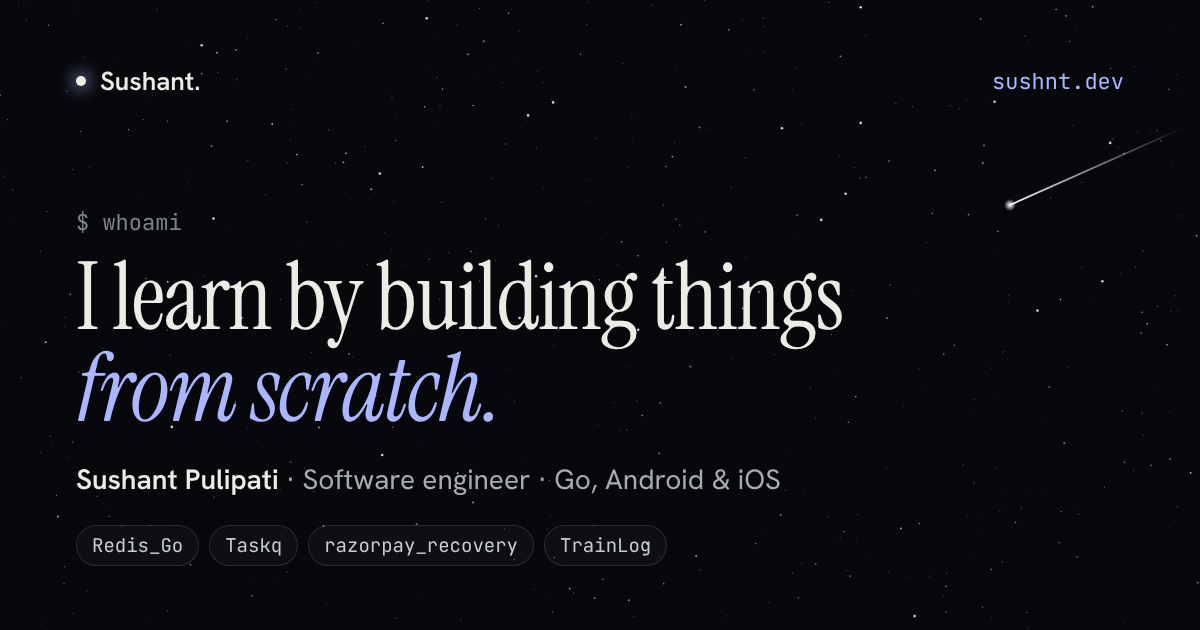 Sushant.
sushnt.dev
$ whoami
I learn by building things
from scratch.
Sushant Pulipati · Software engineer · Go, Android & iOS
Redis_Go
Taskq
razorpay_recovery
TrainLog